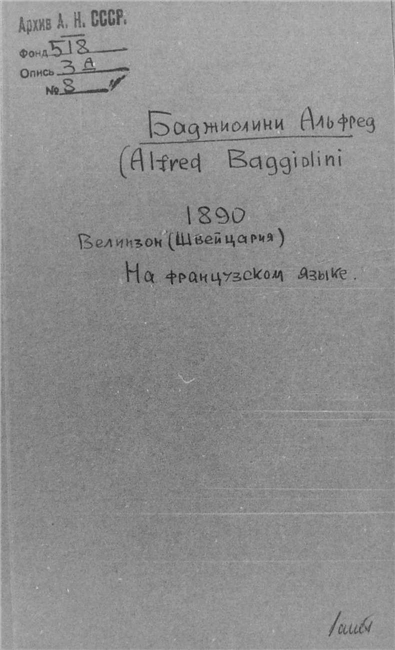 Архив А. Н. СССР.
Фонд 518
Опись 3 А
№ 8
Баджиолини Альфред
(Alfred Baggiolini
1890
Велинзон (Швейцария)
На французском языке.